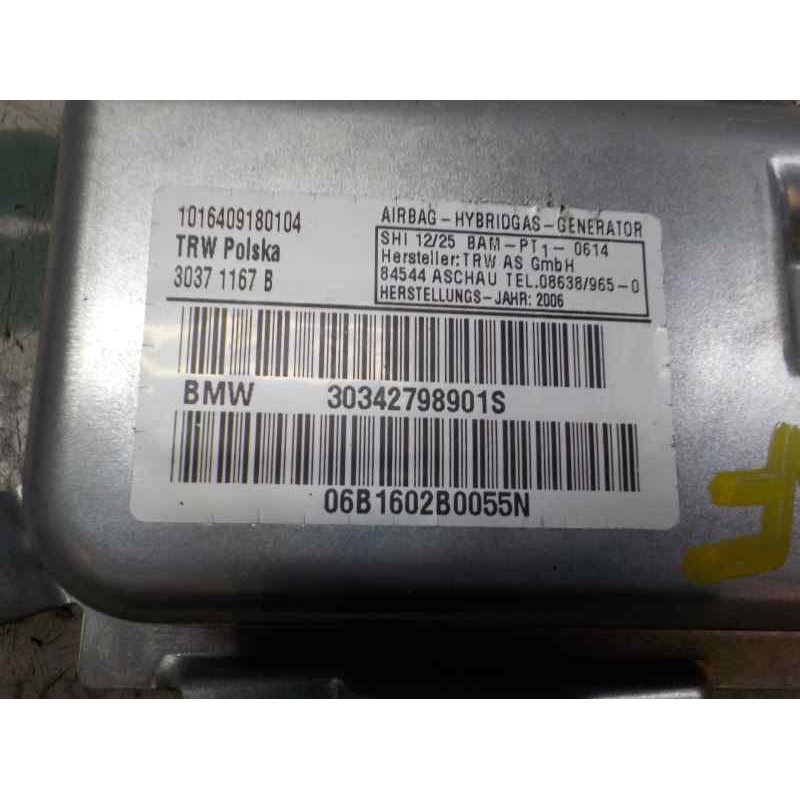 1016409180104
TRW Polska
3037 1167 B
AIRBAG-HYBRIDGAS-GENERATOR
SHI 12/25 BAM-PT1-0614
Hersteller:TRW AS GmbH
84544 ASCHAU TEL.08638/965-0
HERSTELLUNGS-JAHR: 2006
BMW 30342798901S
06B1602B0055N